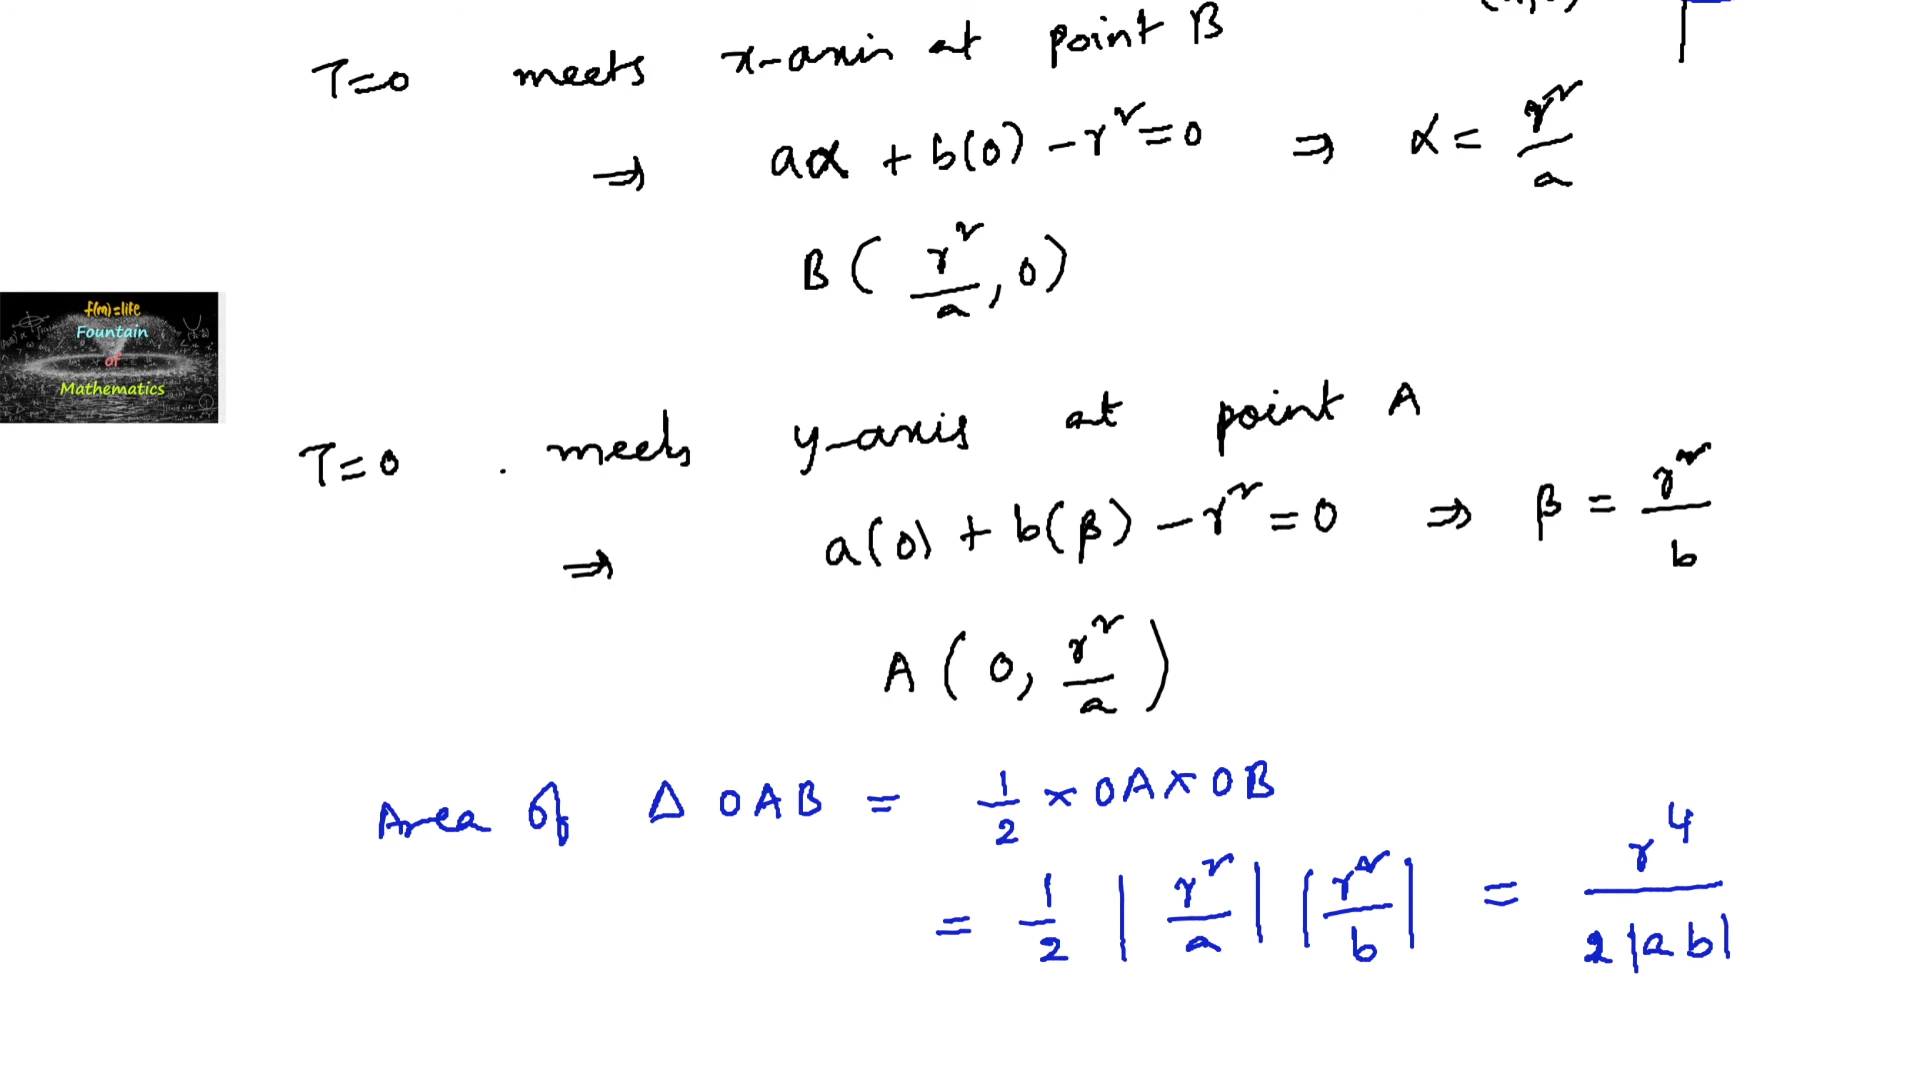 T=0 meets x-axis at point B
⇒ aα + b(0) - r²=0 ⇒ α = r²/a
B( r²/a, 0)
f(m)=life
Fountain
of
Mathematics
T=0 . meets y-axis at point A
⇒ a(0) + b(β) - r² = 0 ⇒ β = r²/b
A ( 0, r²/a )
Area of Δ OAB = 1/2 × OA × OB
= 1/2 | r²/a | | r²/b | = r⁴/2|ab|